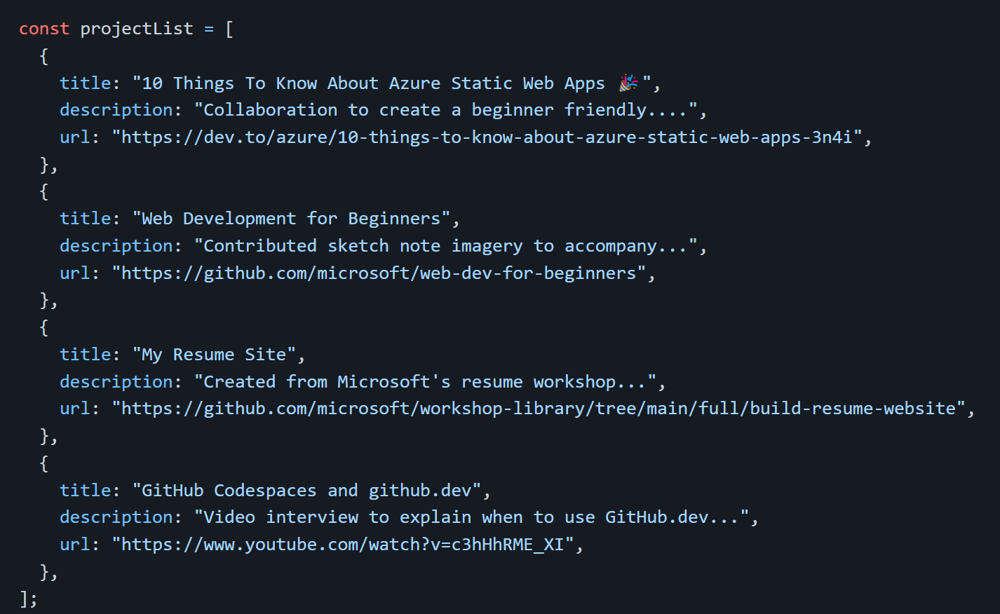 const projectList = [
  {
    title: "10 Things To Know About Azure Static Web Apps 🎉",
    description: "Collaboration to create a beginner friendly....",
    url: "https://dev.to/azure/10-things-to-know-about-azure-static-web-apps-3n4i",
  },
  {
    title: "Web Development for Beginners",
    description: "Contributed sketch note imagery to accompany...",
    url: "https://github.com/microsoft/web-dev-for-beginners",
  },
  {
    title: "My Resume Site",
    description: "Created from Microsoft's resume workshop...",
    url: "https://github.com/microsoft/workshop-library/tree/main/full/build-resume-website",
  },
  {
    title: "GitHub Codespaces and github.dev",
    description: "Video interview to explain when to use GitHub.dev...",
    url: "https://www.youtube.com/watch?v=c3hHhRME_XI",
  },
];